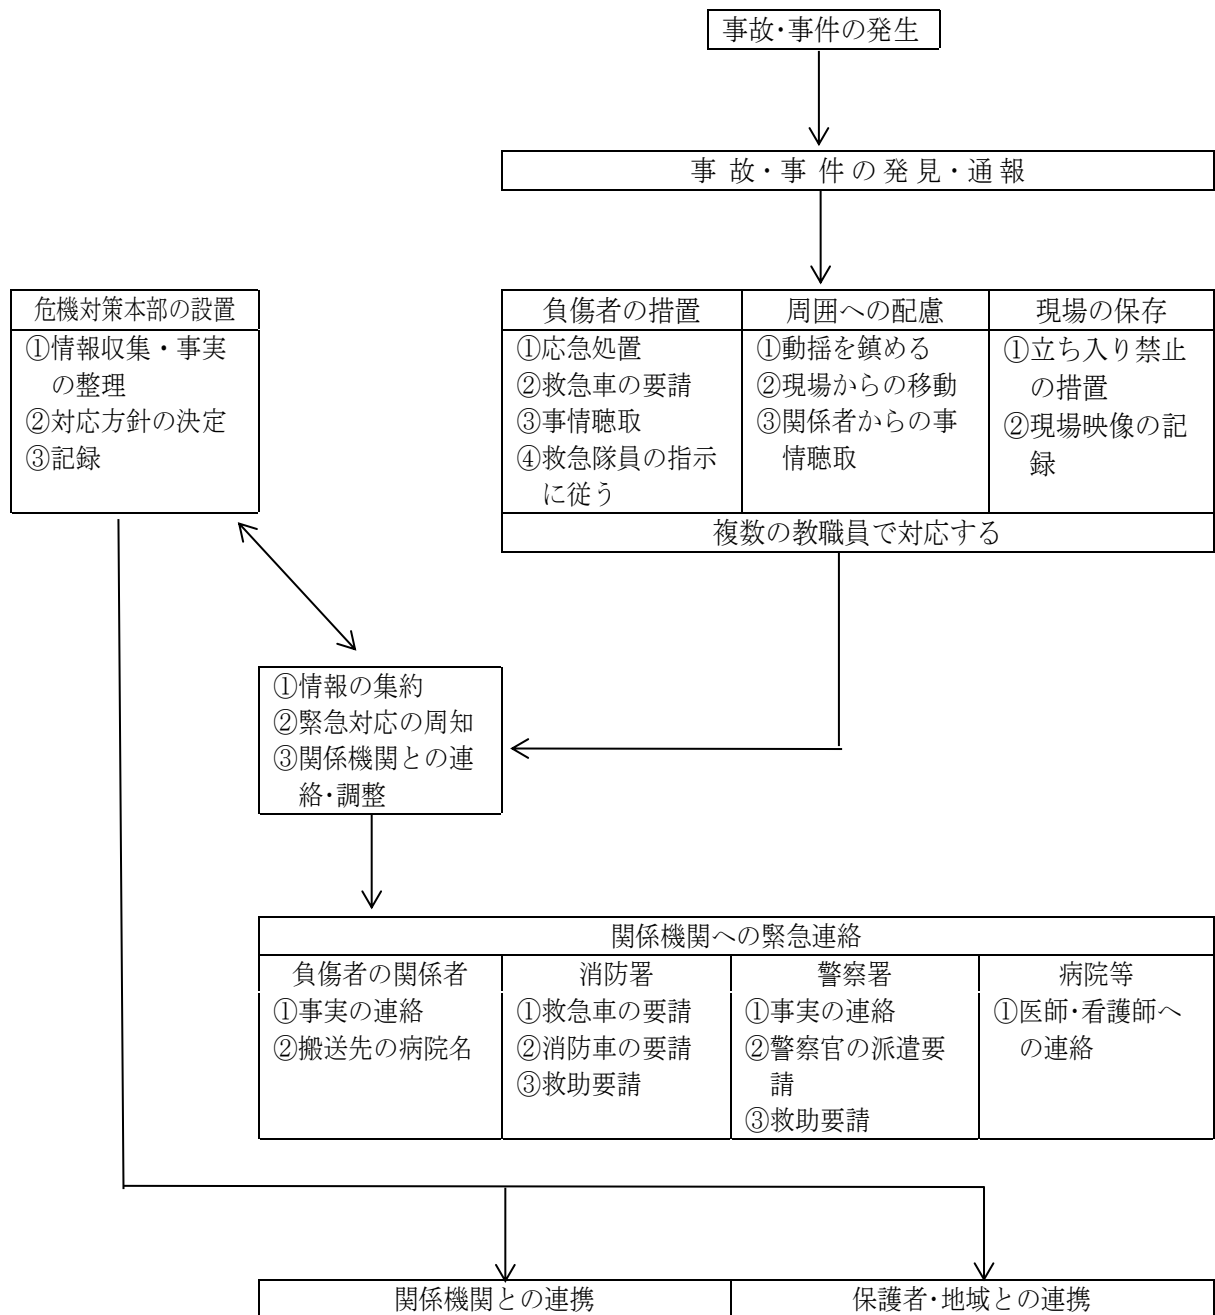 事故・事件の発生
事故・事件の発見・通報
危機対策本部の設置
①情報収集・事実
の整理
②対応方針の決定
③記録
負傷者の措置
①応急処置
②救急車の要請
③事情聴取
④救急隊員の指示
に従う
周囲への配慮
①動揺を鎮める
②現場からの移動
③関係者からの事
情聴取
現場の保存
①立ち入り禁止
の措置
②現場映像の記
録
複数の教職員で対応する
①情報の集約
②緊急対応の周知
③関係機関との連
絡・調整
関係機関への緊急連絡
負傷者の関係者
①事実の連絡
②搬送先の病院名
消防署
①救急車の要請
②消防車の要請
③救助要請
警察署
①事実の連絡
②警察官の派遣要
請
③救助要請
病院等
①医師・看護師へ
の連絡
関係機関との連携
保護者・地域との連携